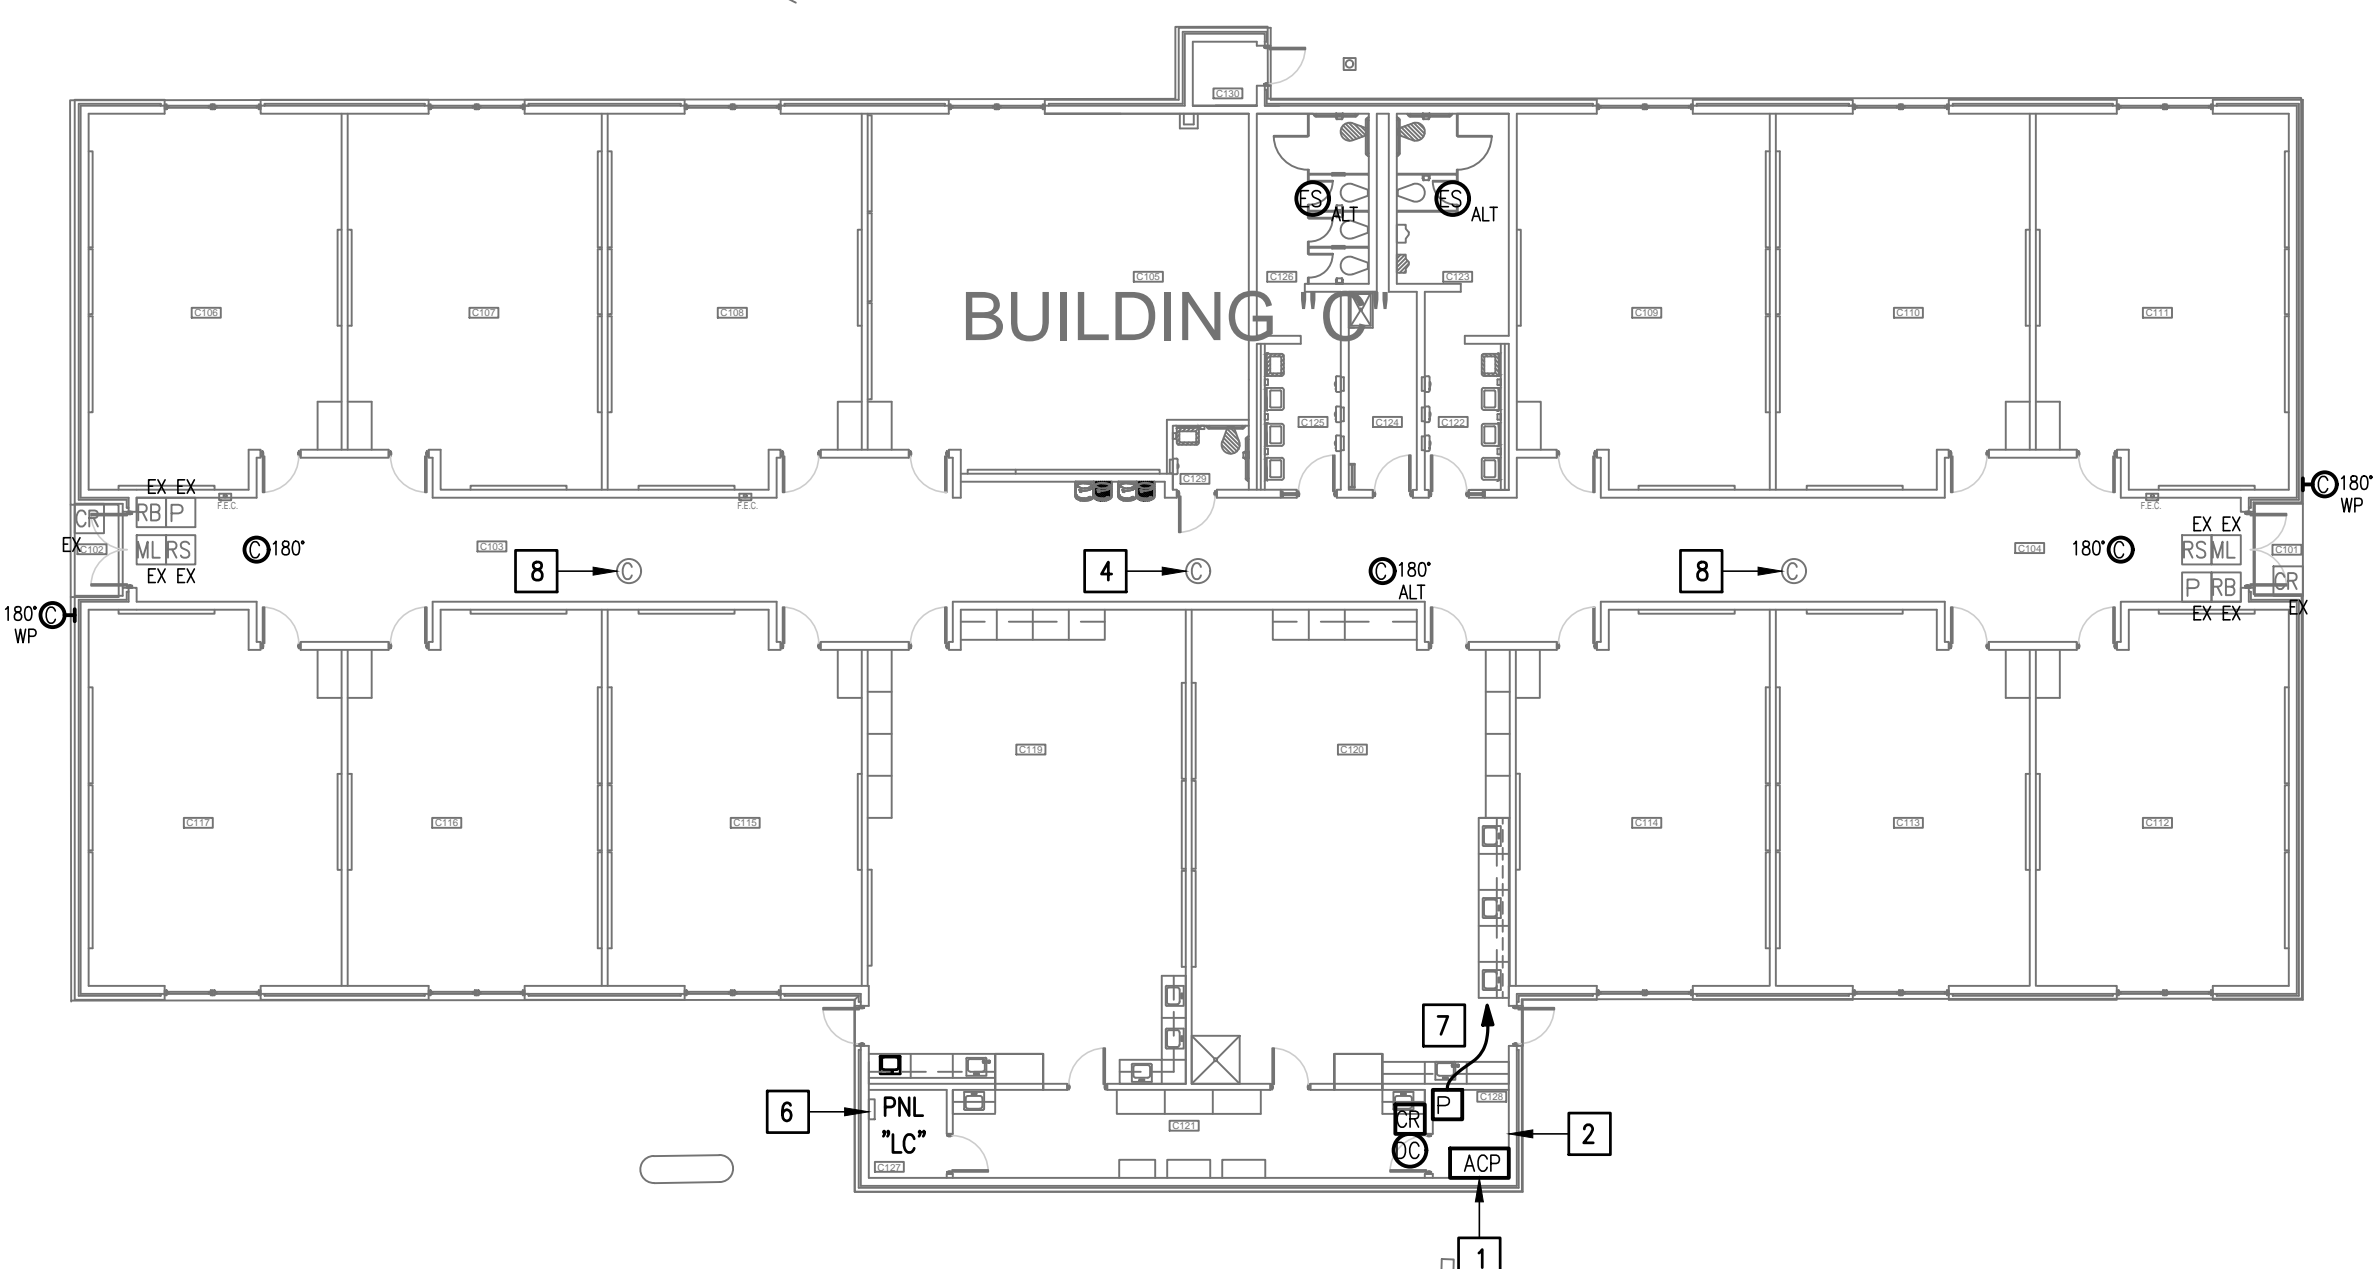 C130
ES
ALT
ES
ALT
C105
C126
C123
BUILDING "C"
C106
C107
C108
C109
C110
C111
C125
C124
C122
C129
EX EX
F.E.C.
F.E.C.
F.E.C.
C 180°
WP
CR
RB P
EX
C102
ML RS
EX EX
C 180°
C103
8
C
4
C
C 180°
ALT
8
C
C104
180° C
EX EX
RS ML
C101
P RB
CR
EX EX
EX
180° C
WP
C119
C120
C117
C116
C115
C114
C113
C112
7
6
PNL
"LC"
C127
C121
P
C128
CR
DC
2
ACP
1